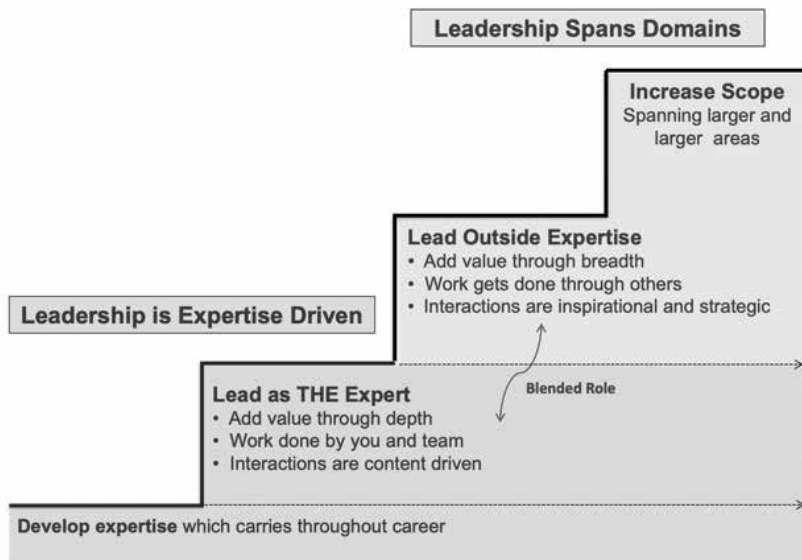 Leadership Spans Domains
Increase Scope
Spanning larger and
larger areas
Lead Outside Expertise
• Add value through breadth
• Work gets done through others
• Interactions are inspirational and strategic
Leadership is Expertise Driven
Lead as THE Expert
• Add value through depth
• Work done by you and team
• Interactions are content driven
Blended Role
Develop expertise which carries throughout career